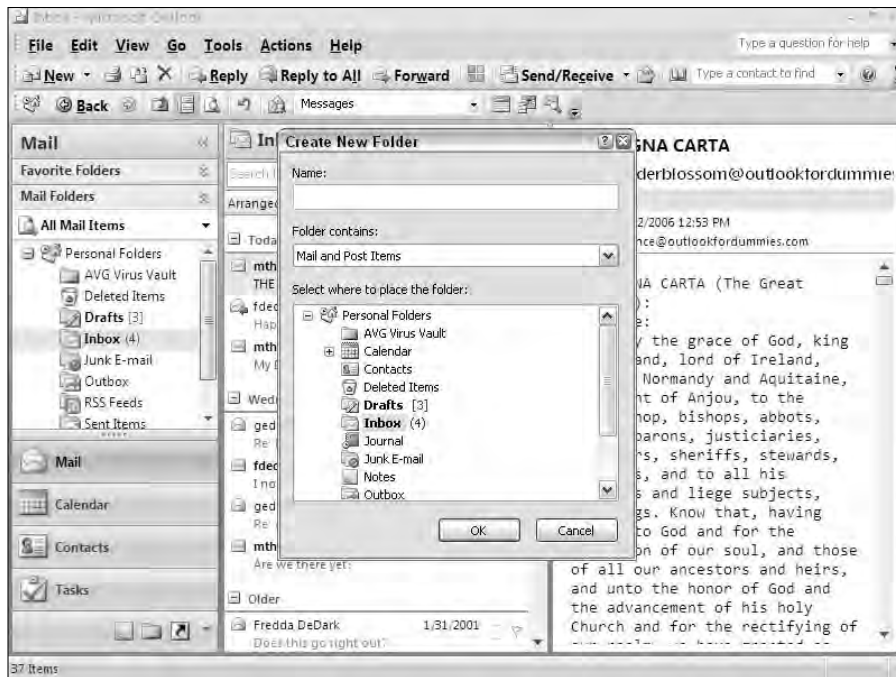 Inbox - Microsoft Outlook
File Edit View Go Tools Actions Help
Type a question for help
New Reply Reply to All Forward Send/Receive Type a contact to find
Back Messages
Mail
Favorite Folders
Mail Folders
All Mail Items
Personal Folders
AVG Virus Vault
Deleted Items
Drafts [3]
Inbox (4)
Junk E-mail
Outbox
RSS Feeds
Sent Items
Mail
Calendar
Contacts
Tasks
37 Items
Search
Arranged
Today
mth
THE
fdec
Hap
mth
My D
Wedn
ged
Re:
fdec
I no
ged
Re:
mth
Are we there yet?
Older
Fredda DeDark 1/31/2001
Does this go right out?
Create New Folder
Name:
Folder contains:
Mail and Post Items
Select where to place the folder:
Personal Folders
AVG Virus Vault
Calendar
Contacts
Deleted Items
Drafts [3]
Inbox (4)
Journal
Junk E-mail
Notes
Outbox
OK Cancel
GNA CARTA
derblossom@outlookfordummies
2/2006 12:53 PM
nce@outlookfordummies.com
NA CARTA (The Great
):
e:
y the grace of God, king
and, lord of Ireland,
Normandy and Aquitaine,
nt of Anjou, to the
hop, bishops, abbots,
barons, justiciaries,
rs, sheriffs, stewards,
s, and to all his
s and liege subjects,
gs. Know that, having
to God and for the
on of our soul, and those
of all our ancestors and heirs,
and unto the honor of God and
the advancement of his holy
Church and for the rectifying of